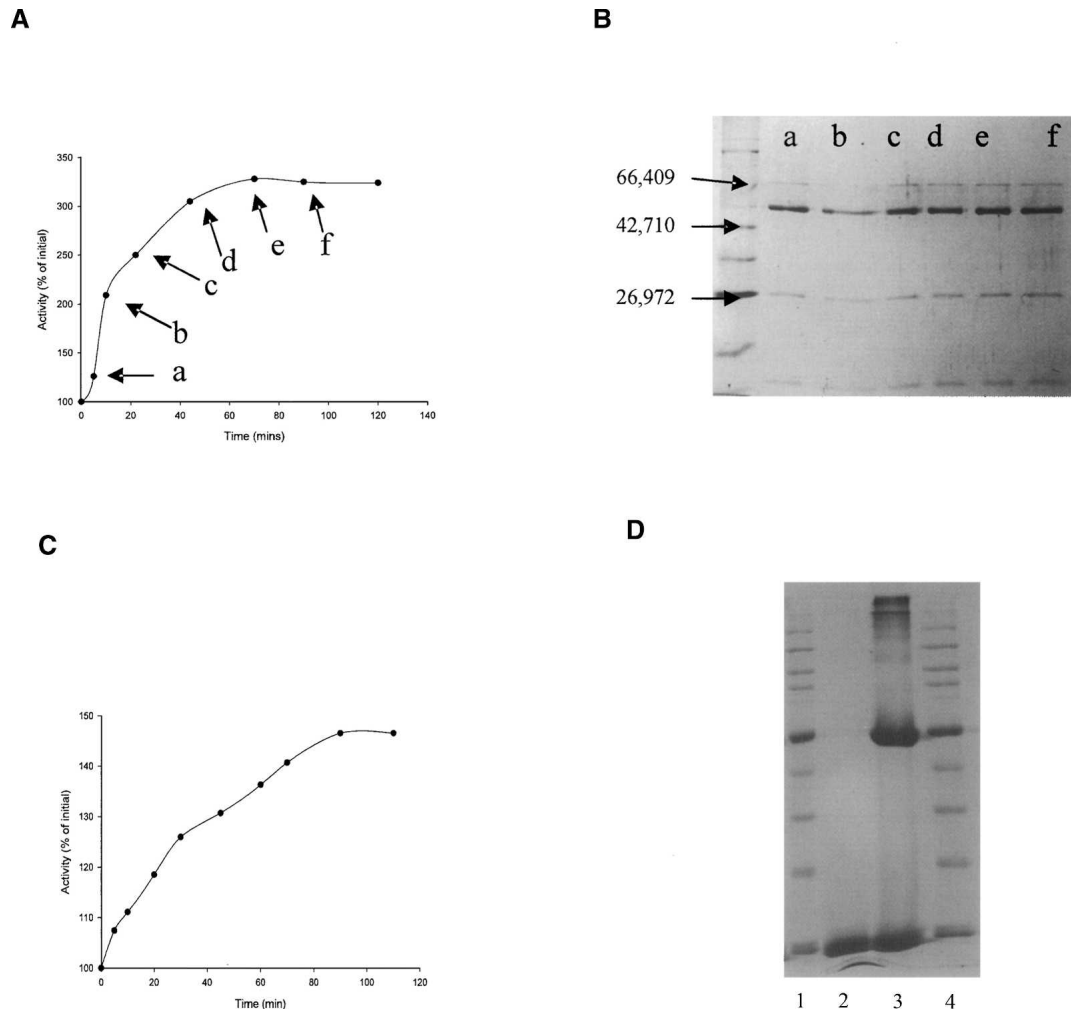 A
350
300
250
200
150
100
Activity (% of initial)
0 20 40 60 80 100 120 140
Time (mins)
a
b
c
d
e
f
B
a b c d e f
66,409
42,710
26,972
C
150
140
130
120
110
100
Activity (% of initial)
0 20 40 60 80 100 120
Time (min)
D
1 2 3 4